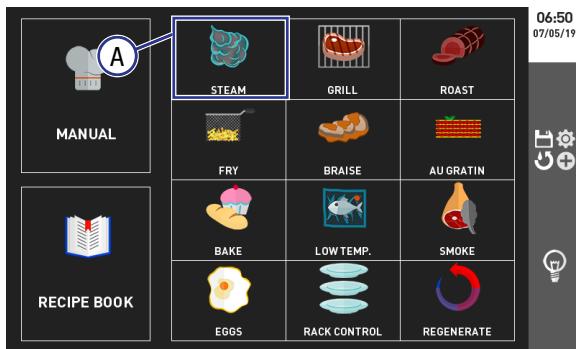 06:50
07/05/19
A
STEAM
GRILL
ROAST
MANUAL
FRY
BRAISE
AU GRATIN
BAKE
LOW TEMP.
SMOKE
RECIPE BOOK
EGGS
RACK CONTROL
REGENERATE